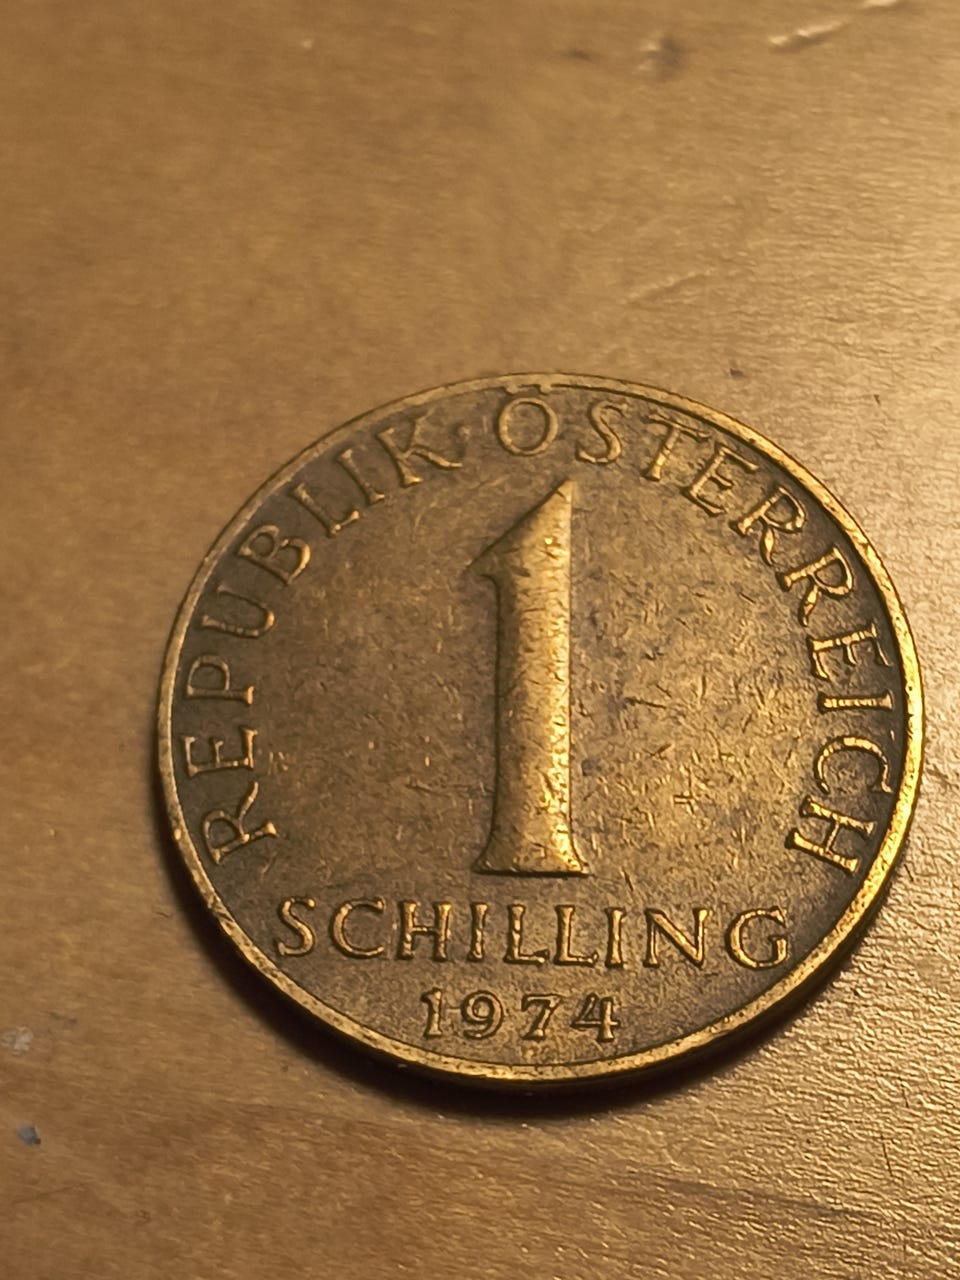 REPUBLIK·ÖSTERREICH
1
SCHILLING
1974